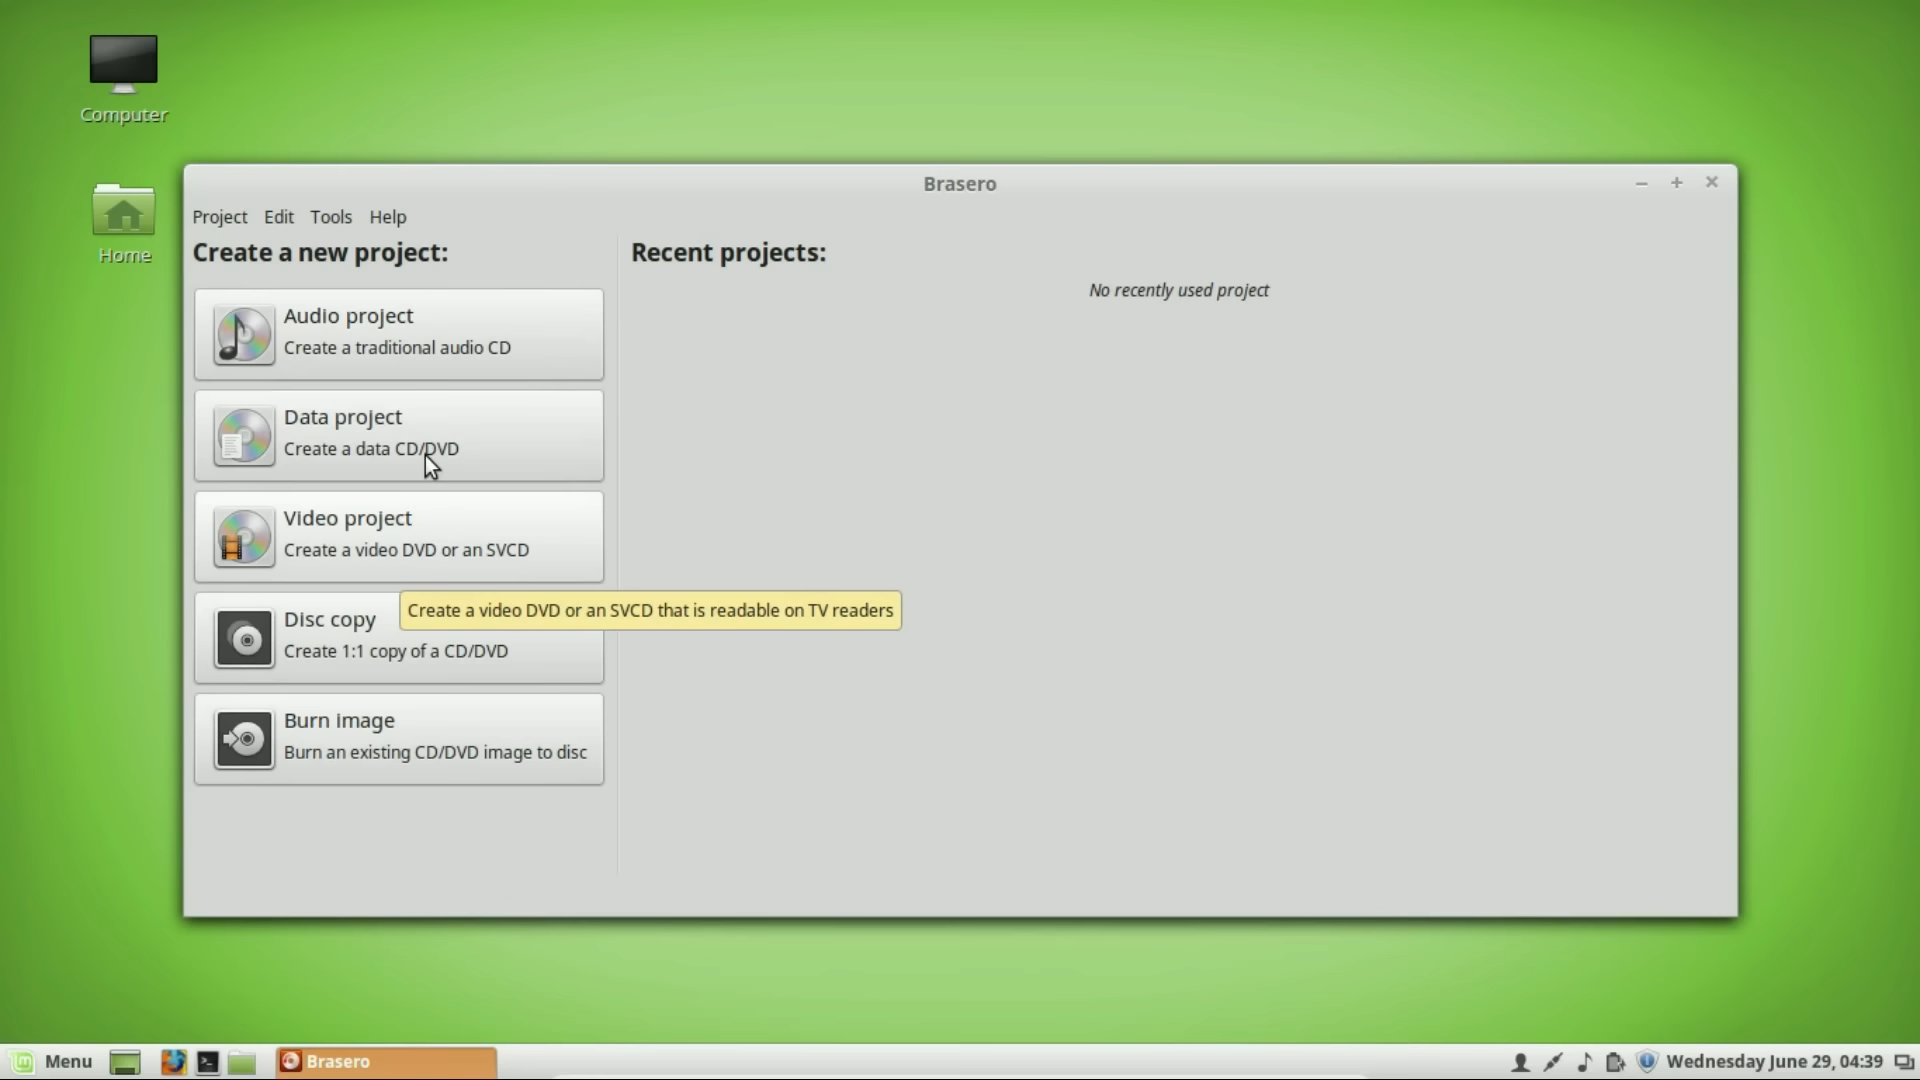 Computer
Home
Brasero
Project Edit Tools Help
Create a new project:
Audio project
Create a traditional audio CD
Data project
Create a data CD/DVD
Video project
Create a video DVD or an SVCD
Disc copy
Create 1:1 copy of a CD/DVD
Burn image
Burn an existing CD/DVD image to disc
Create a video DVD or an SVCD that is readable on TV readers
Recent projects:
No recently used project
Menu
Brasero
Wednesday June 29, 04:39